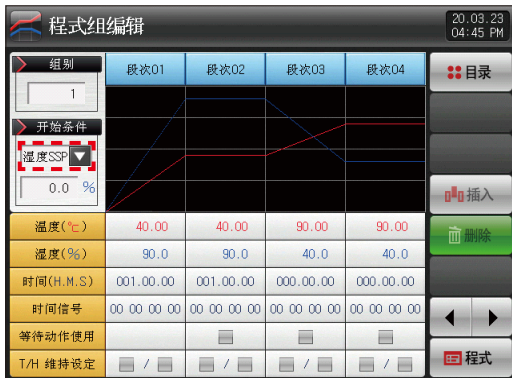 程式组编辑
20.03.23
04:45 PM
组别
1
开始条件
湿度SSP
0.0 %
段次01 段次02 段次03 段次04
温度(℃) 40.00 40.00 90.00 90.00
湿度(%) 90.0 90.0 40.0 40.0
时间(H.M.S) 001.00.00 001.00.00 000.00.00 000.00.00
时间信号 00 00 00 00 00 00 00 00 00 00 00 00 00 00 00 00
等待动作使用
T/H 维持设定 / / / /
目录
插入
删除
程式